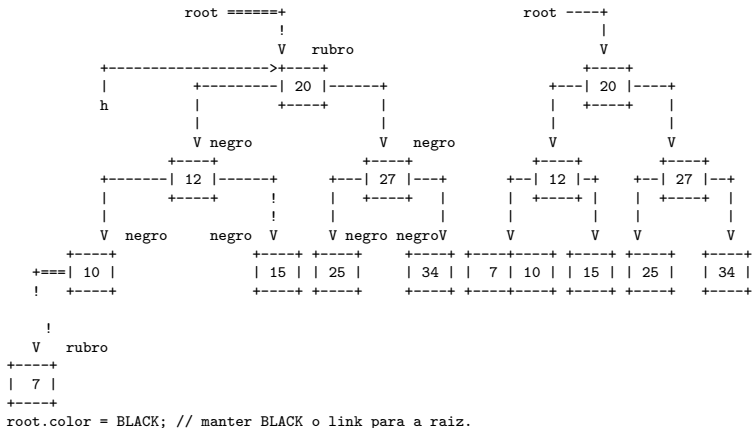 root ======+                              root ----+
!                                       |
V   rubro                               V
+--------------------->+----+                                +----+
|          +---------| 20 |------+                     +---| 20 |----+
h          |         +----+      |                     |   +----+    |
|                     |                     |             |
V negro               V   negro             V             V
+----+                +----+                +----+        +----+
+-------| 12 |------+     +---| 27 |---+       +--| 12 |-+    +--| 27 |--+
|       +----+      !     |   +----+   |       |  +----+ |    |  +----+  |
|                   !     |            |       |         |    |          |
V  negro     negro  V     V negro negroV       V         V    V          V
+----+               +----+ +----+     +----+ +----+----+ +----+ +----+   +----+
+===| 10 |               | 15 | | 25 |     | 34 | |  7 | 10 | | 15 | | 25 |   | 34 |
!   +----+               +----+ +----+     +----+ +----+----+ +----+ +----+   +----+
!
V   rubro
+----+
|  7 |
+----+
root.color = BLACK; // manter BLACK o link para a raiz.